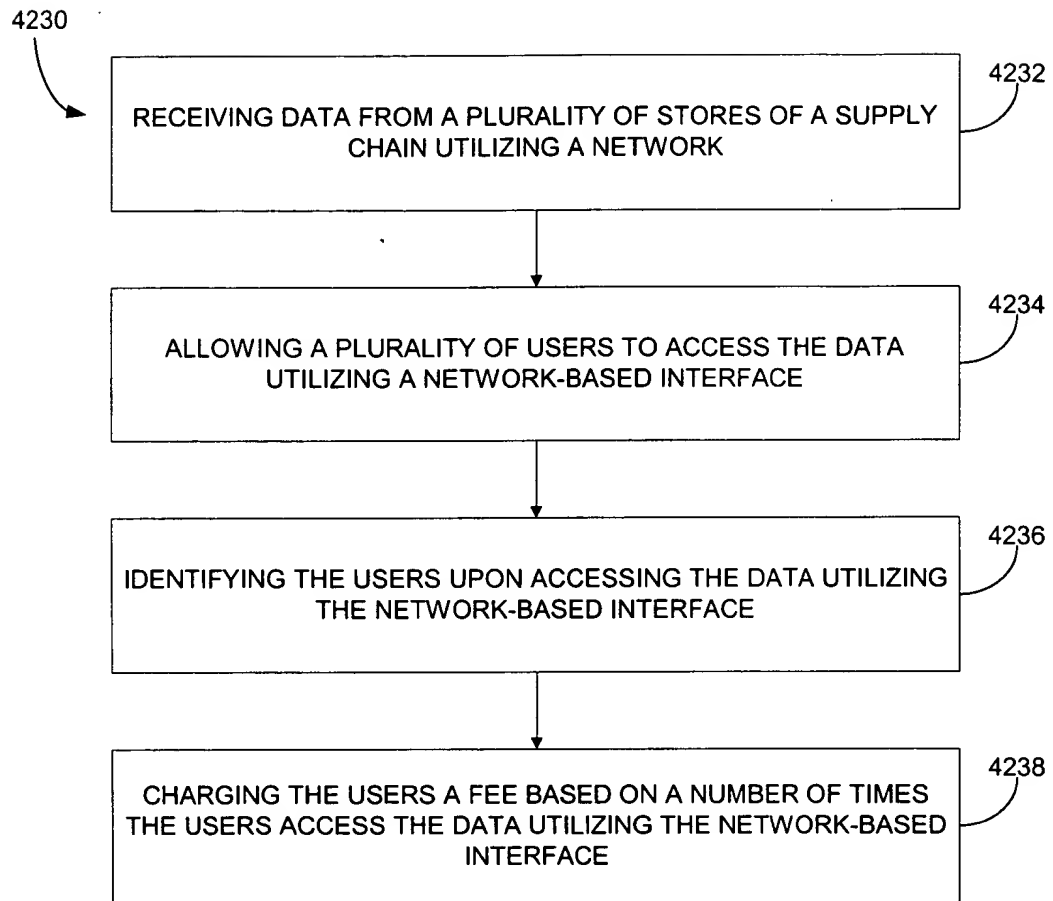 4230
4232
RECEIVING DATA FROM A PLURALITY OF STORES OF A SUPPLY
CHAIN UTILIZING A NETWORK
4234
ALLOWING A PLURALITY OF USERS TO ACCESS THE DATA
UTILIZING A NETWORK-BASED INTERFACE
4236
IDENTIFYING THE USERS UPON ACCESSING THE DATA UTILIZING
THE NETWORK-BASED INTERFACE
4238
CHARGING THE USERS A FEE BASED ON A NUMBER OF TIMES
THE USERS ACCESS THE DATA UTILIZING THE NETWORK-BASED
INTERFACE